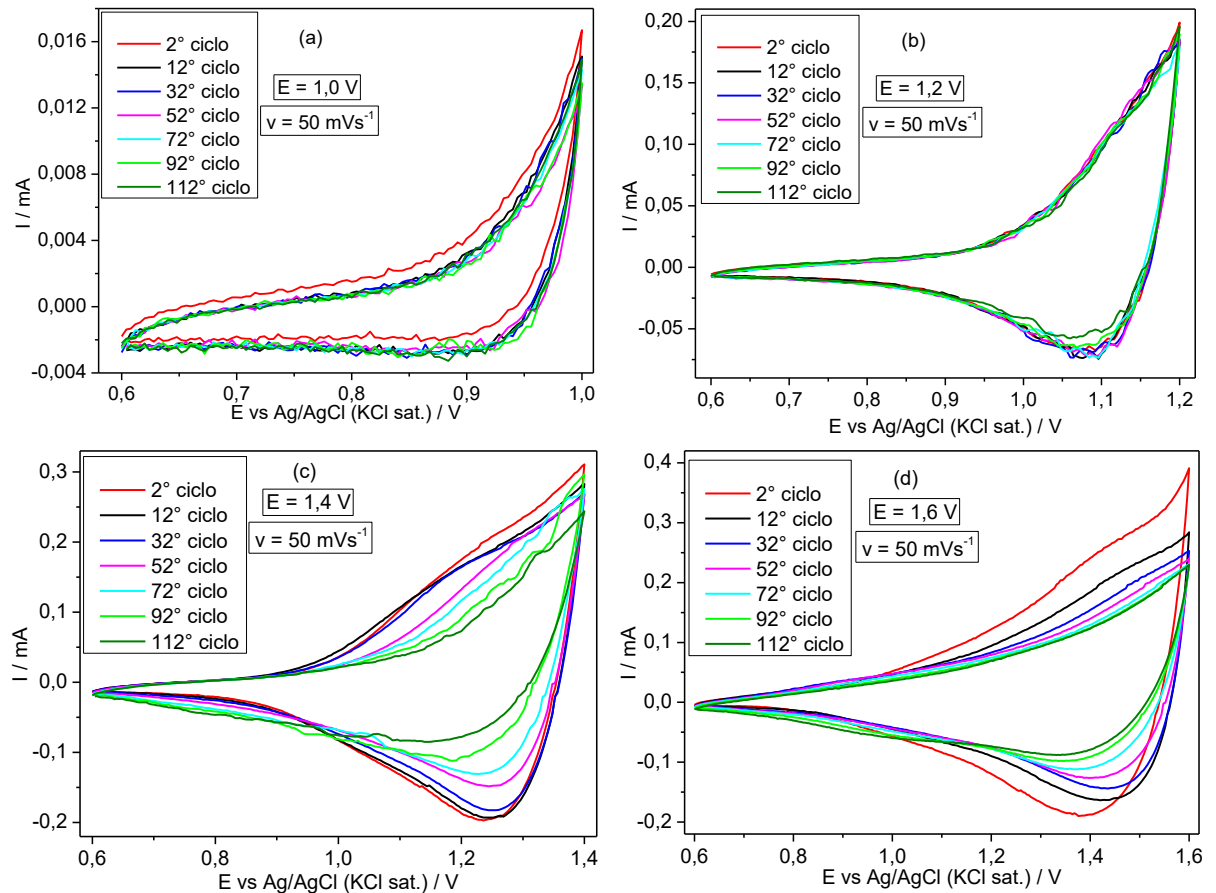 (a)
2° ciclo
12° ciclo
32° ciclo
52° ciclo
72° ciclo
92° ciclo
112° ciclo
E = 1,0 V
v = 50 mVs⁻¹
I / mA
0,016
0,012
0,008
0,004
0,000
-0,004
0,6 0,7 0,8 0,9 1,0
E vs Ag/AgCl (KCl sat.) / V
(b)
2° ciclo
12° ciclo
32° ciclo
52° ciclo
72° ciclo
92° ciclo
112° ciclo
E = 1,2 V
v = 50 mVs⁻¹
I / mA
0,20
0,15
0,10
0,05
0,00
-0,05
0,6 0,7 0,8 0,9 1,0 1,1 1,2
E vs Ag/AgCl (KCl sat.) / V
(c)
2° ciclo
12° ciclo
32° ciclo
52° ciclo
72° ciclo
92° ciclo
112° ciclo
E = 1,4 V
v = 50 mVs⁻¹
I / mA
0,3
0,2
0,1
0,0
-0,1
-0,2
0,6 0,8 1,0 1,2 1,4
E vs Ag/AgCl (KCl sat.) / V
(d)
2° ciclo
12° ciclo
32° ciclo
52° ciclo
72° ciclo
92° ciclo
112° ciclo
E = 1,6 V
v = 50 mVs⁻¹
I / mA
0,4
0,3
0,2
0,1
0,0
-0,1
-0,2
0,6 0,8 1,0 1,2 1,4 1,6
E vs Ag/AgCl (KCl sat.) / V